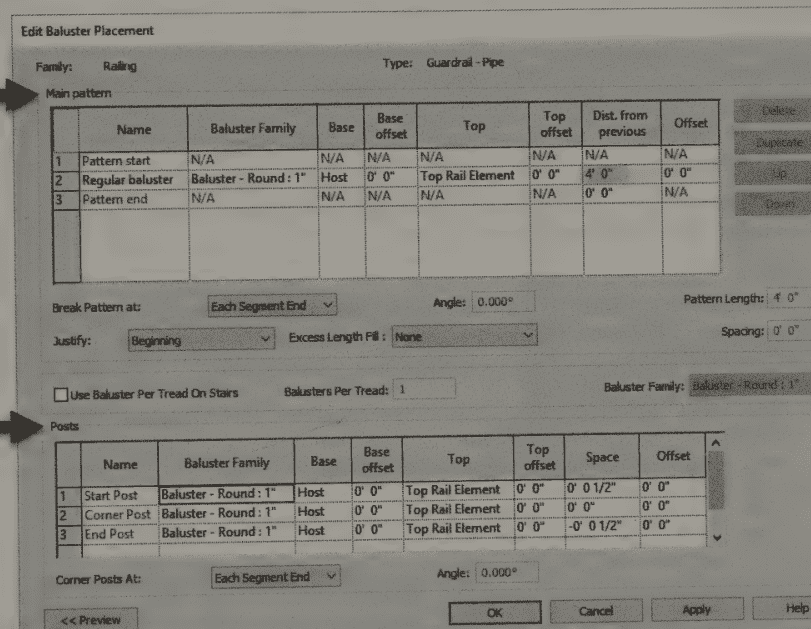 Edit Baluster Placement
Family: Railing Type: Guardrail - Pipe
Main pattern
Name Baluster Family Base Base offset Top Top offset Dist. from previous Offset
1 Pattern start N/A N/A N/A N/A N/A N/A N/A
2 Regular baluster Baluster - Round : 1" Host 0' 0" Top Rail Element 0' 0" 4' 0" 0' 0"
3 Pattern end N/A N/A N/A N/A N/A 0' 0" N/A
Delete
Duplicate
Up
Down
Break Pattern at: Each Segment End Angle: 0.000° Pattern Length: 4' 0"
Justify: Beginning Excess Length Fill : None Spacing: 0' 0"
Use Baluster Per Tread On Stairs Balusters Per Tread: 1 Baluster Family: Baluster - Round : 1"
Posts
Name Baluster Family Base Base offset Top Top offset Space Offset
1 Start Post Baluster - Round : 1" Host 0' 0" Top Rail Element 0' 0" 0' 0 1/2" 0' 0"
2 Corner Post Baluster - Round : 1" Host 0' 0" Top Rail Element 0' 0" 0' 0" 0' 0"
3 End Post Baluster - Round : 1" Host 0' 0" Top Rail Element 0' 0" -0' 0 1/2" 0' 0"
Corner Posts At: Each Segment End Angle: 0.000°
<< Preview OK Cancel Apply Help